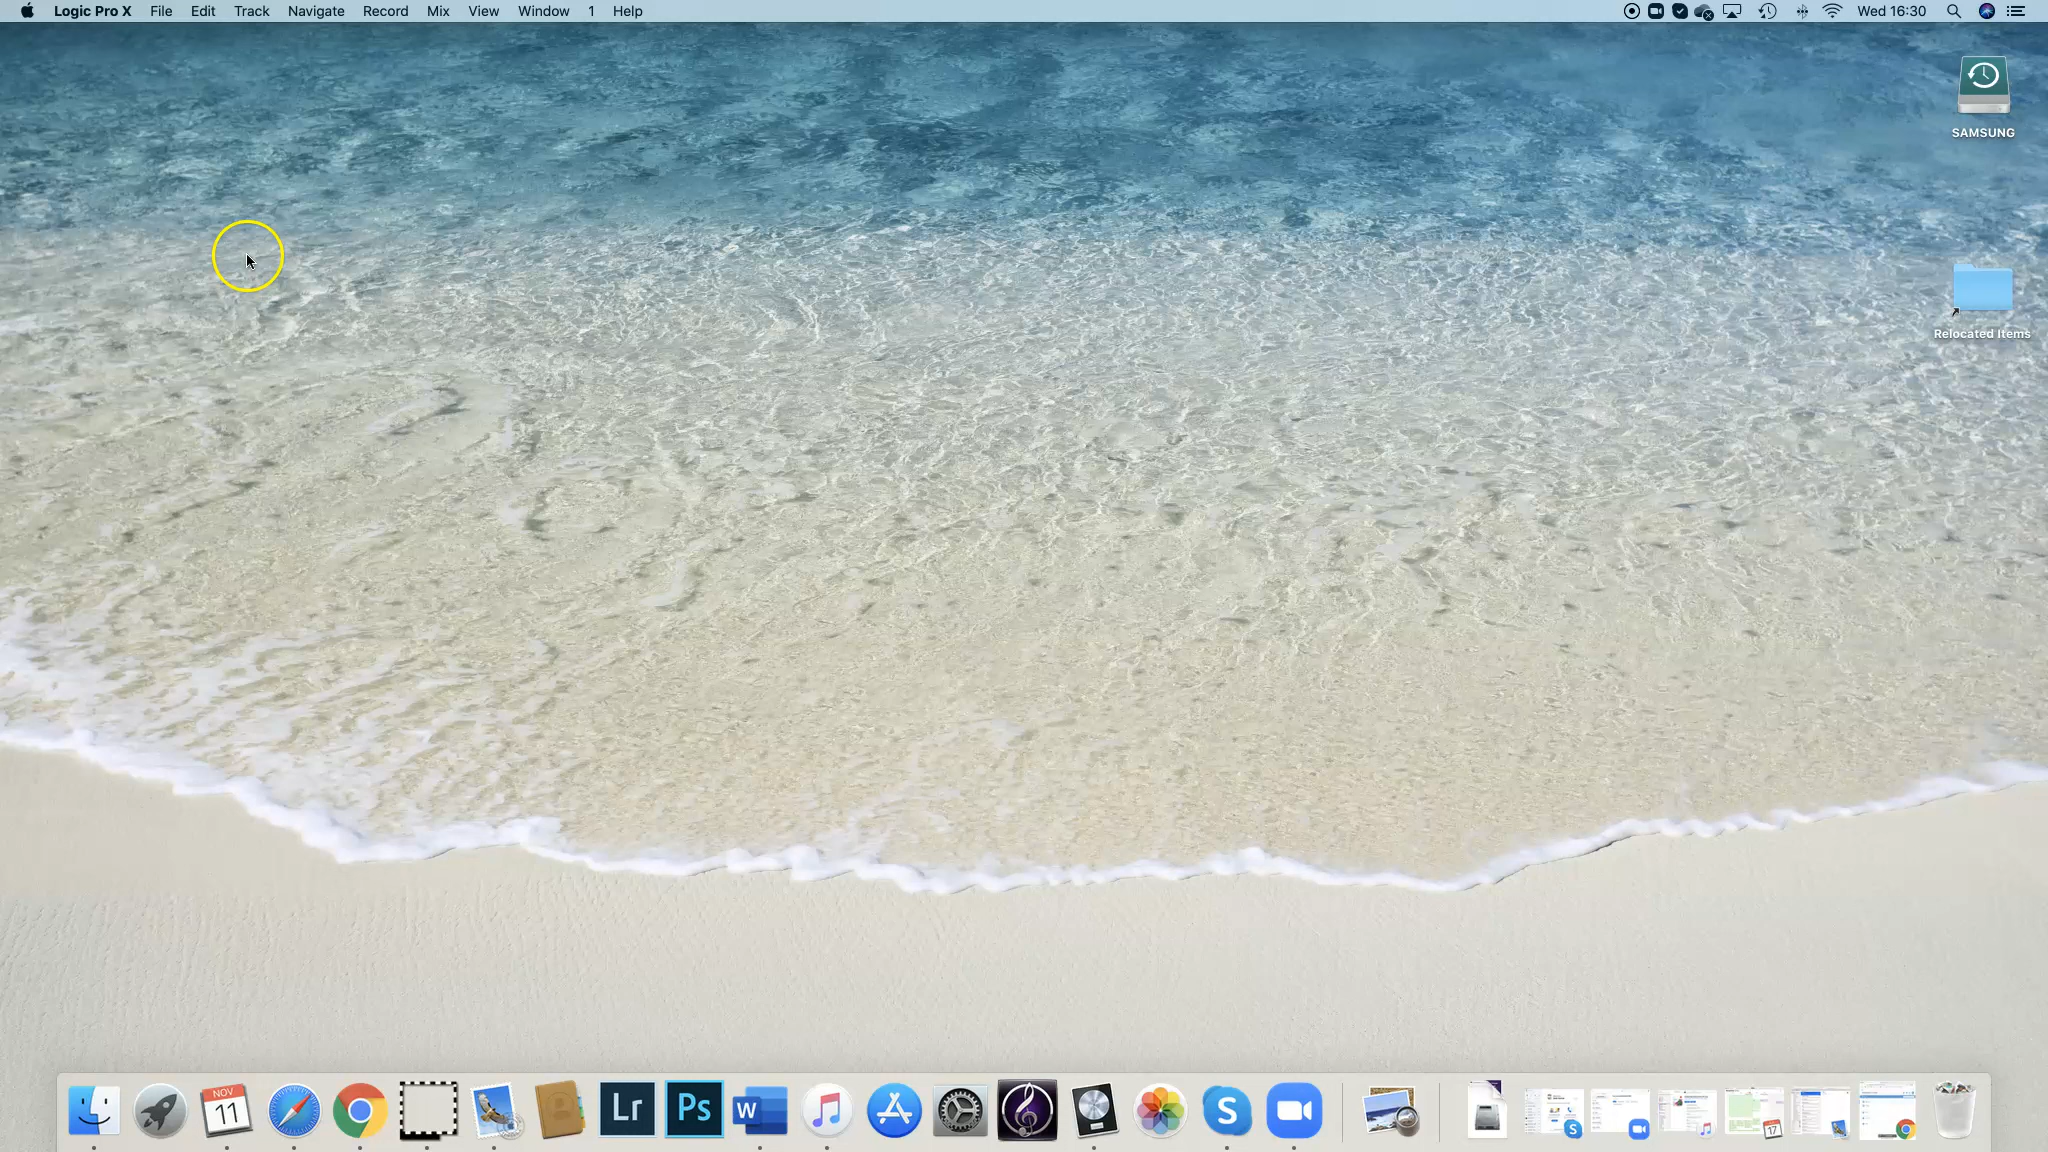 Logic Pro X File Edit Track Navigate Record Mix View Window 1 Help Wed 16:30
SAMSUNG
Relocated Items
NOV
11
Lr
Ps
W
S
S
17